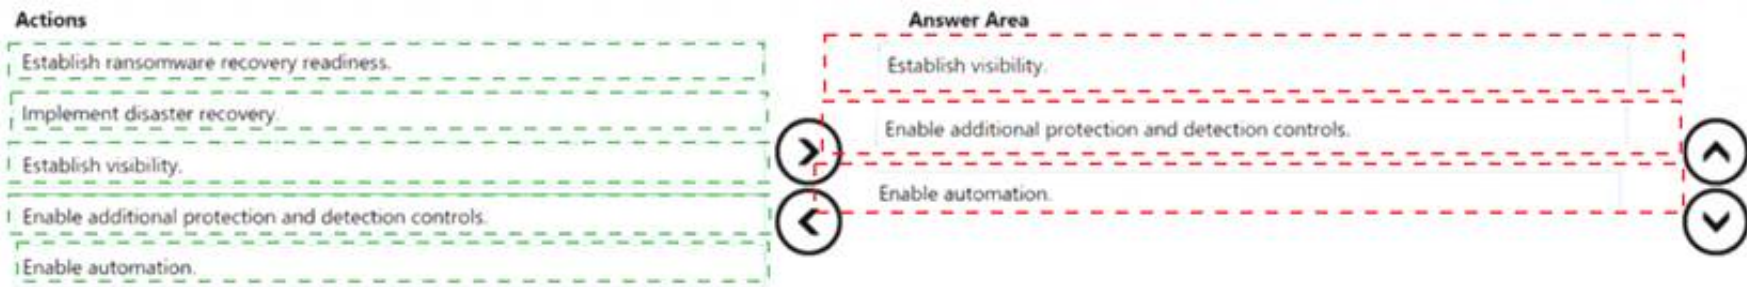 Actions
Establish ransomware recovery readiness.
Implement disaster recovery.
Establish visibility.
Enable additional protection and detection controls.
Enable automation.
Answer Area
Establish visibility.
Enable additional protection and detection controls.
Enable automation.